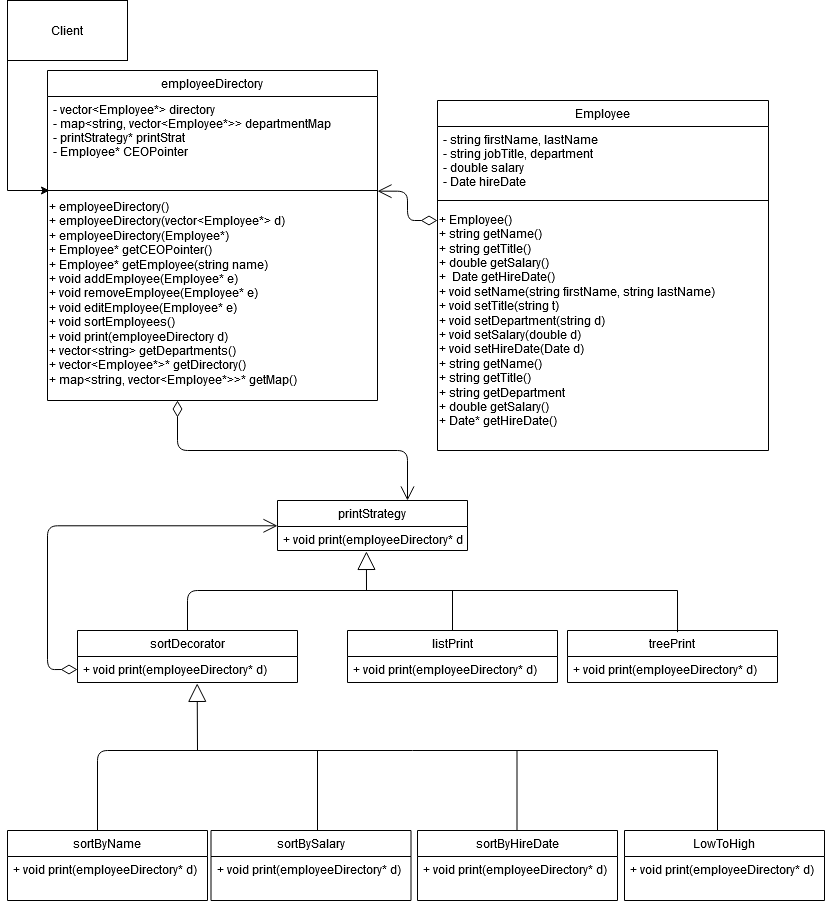 Client
employeeDirectory
- vector<Employee*> directory
- map<string, vector<Employee*>> departmentMap
- printStrategy* printStrat
- Employee* CEOPointer
+ employeeDirectory()
+ employeeDirectory(vector<Employee*> d)
+ employeeDirectory(Employee*)
+ Employee* getCEOPointer()
+ Employee* getEmployee(string name)
+ void addEmployee(Employee* e)
+ void removeEmployee(Employee* e)
+ void editEmployee(Employee* e)
+ void sortEmployees()
+ void print(employeeDirectory d)
+ vector<string> getDepartments()
+ vector<Employee*>* getDirectory()
+ map<string, vector<Employee*>>* getMap()
Employee
- string firstName, lastName
- string jobTitle, department
- double salary
- Date hireDate
+ Employee()
+ string getName()
+ string getTitle()
+ double getSalary()
+  Date getHireDate()
+ void setName(string firstName, string lastName)
+ void setTitle(string t)
+ void setDepartment(string d)
+ void setSalary(double d)
+ void setHireDate(Date d)
+ string getName()
+ string getTitle()
+ string getDepartment
+ double getSalary()
+ Date* getHireDate()
printStrategy
+ void print(employeeDirectory* d
sortDecorator
+ void print(employeeDirectory* d)
listPrint
+ void print(employeeDirectory* d)
treePrint
+ void print(employeeDirectory* d)
sortByName
+ void print(employeeDirectory* d)
sortBySalary
+ void print(employeeDirectory* d)
sortByHireDate
+ void print(employeeDirectory* d)
LowToHigh
+ void print(employeeDirectory* d)